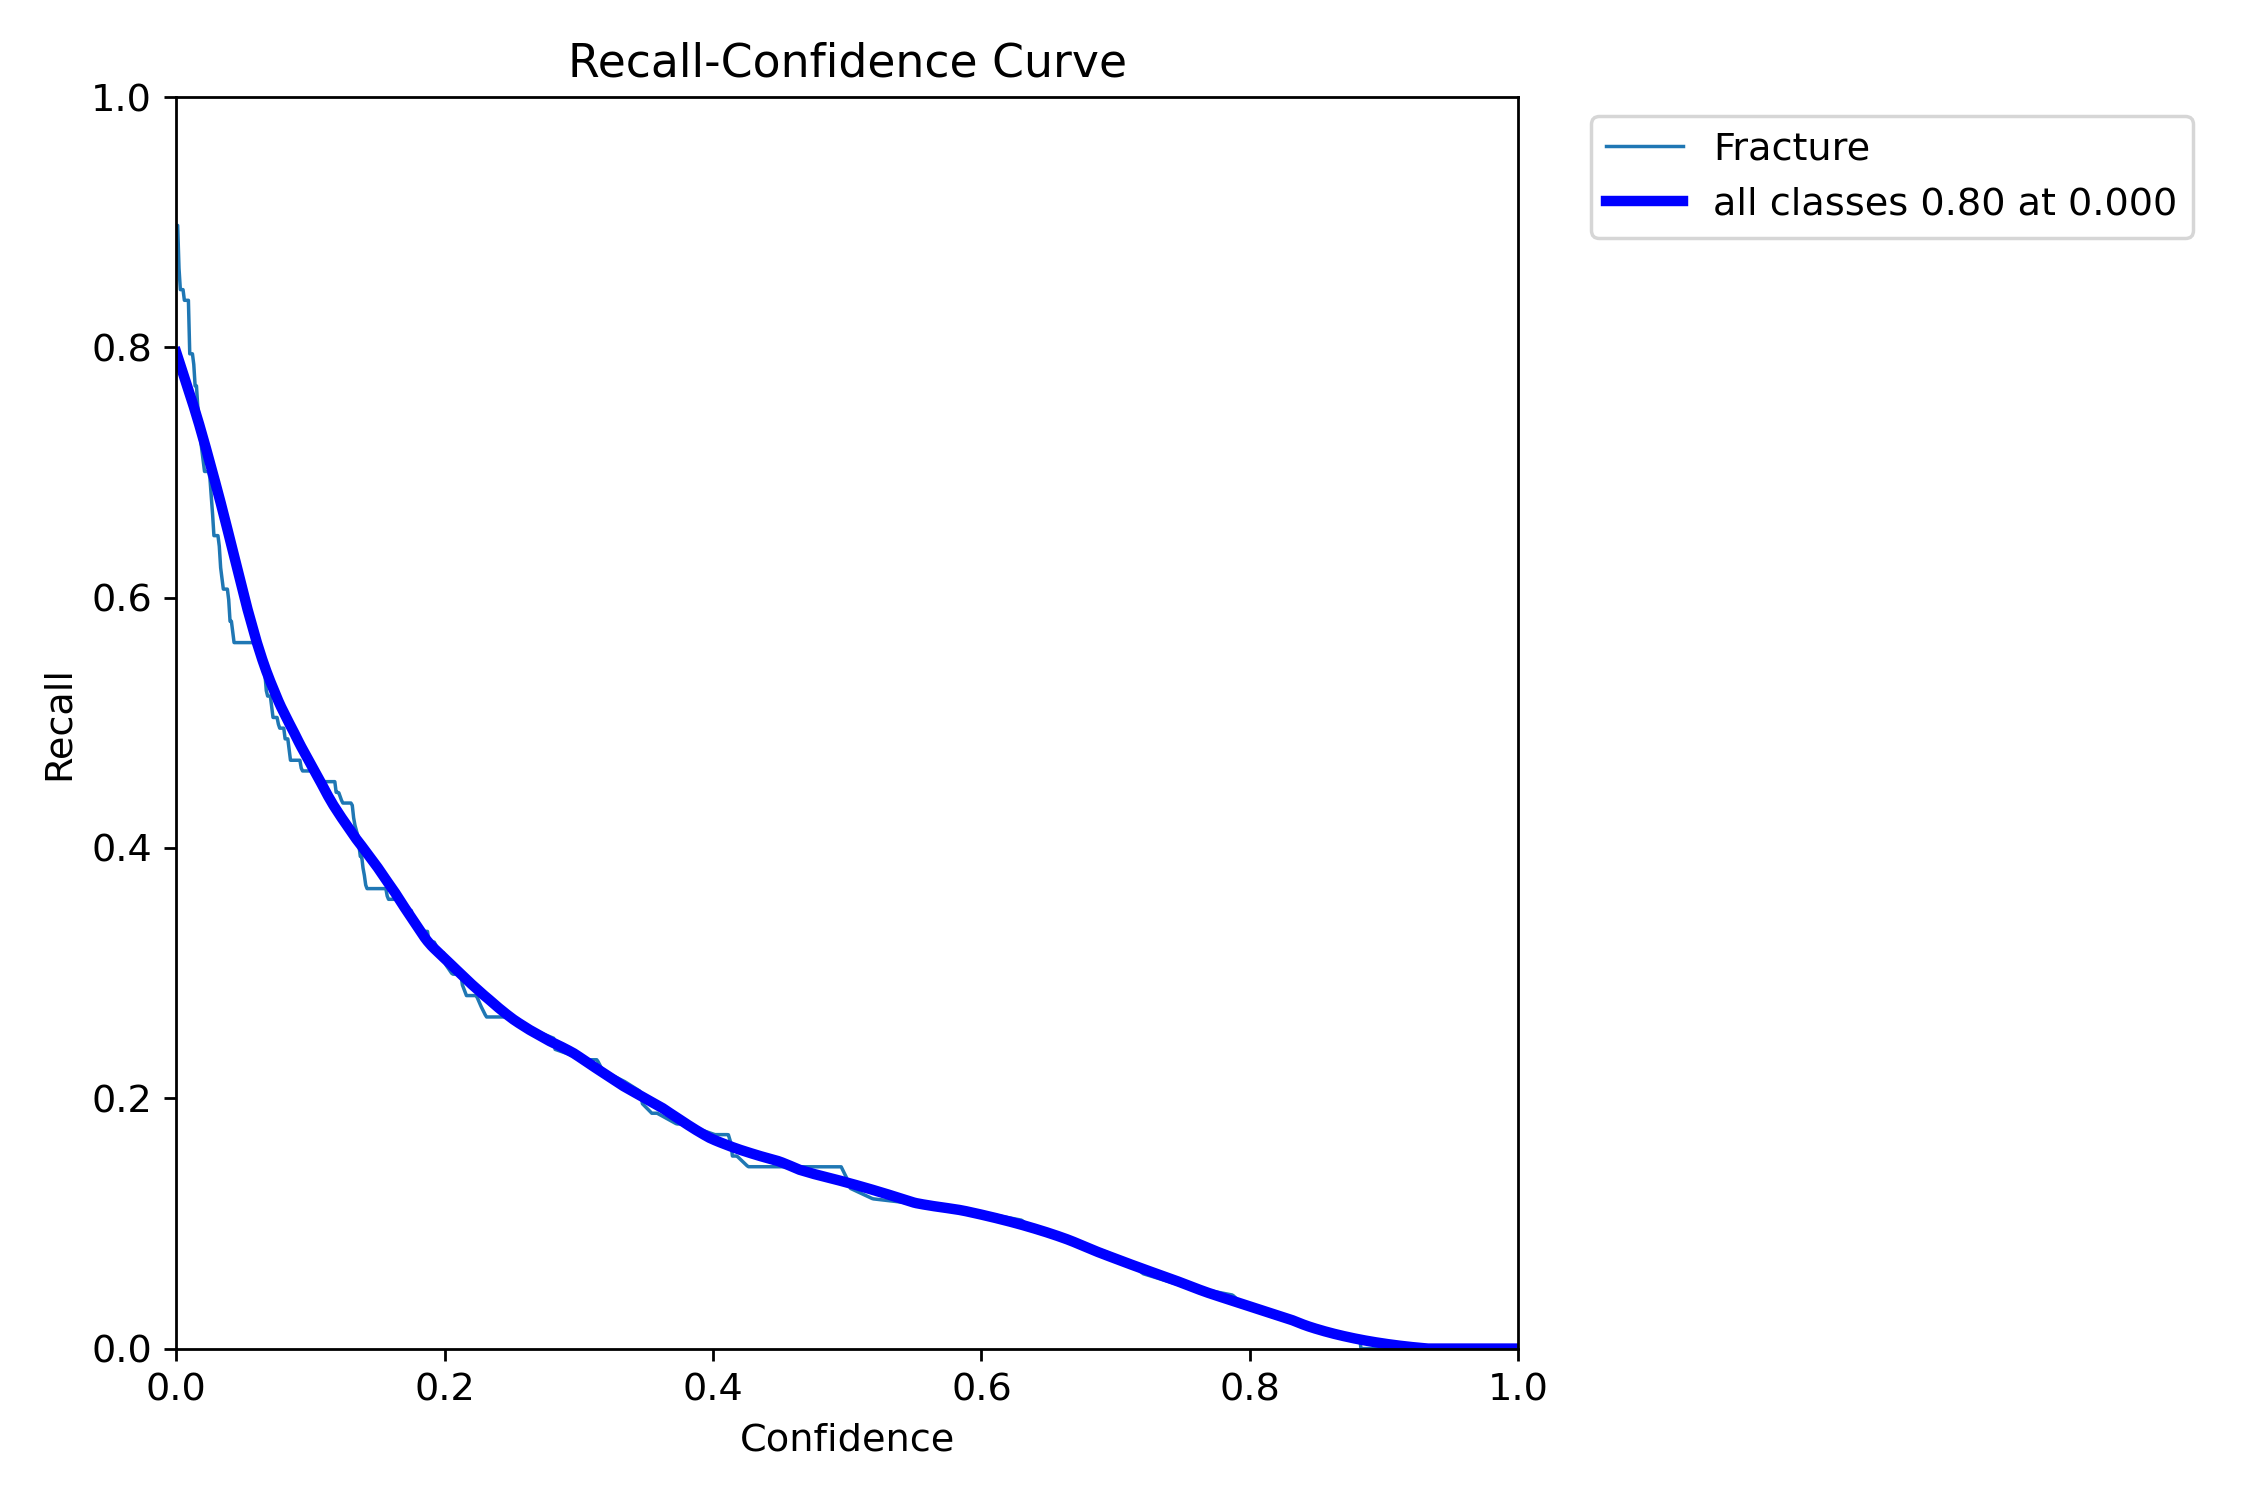 Recall-Confidence Curve
1.0
0.8
0.6
0.4
0.2
0.0
Recall
0.0 0.2 0.4 0.6 0.8 1.0
Confidence
Fracture
all classes 0.80 at 0.000